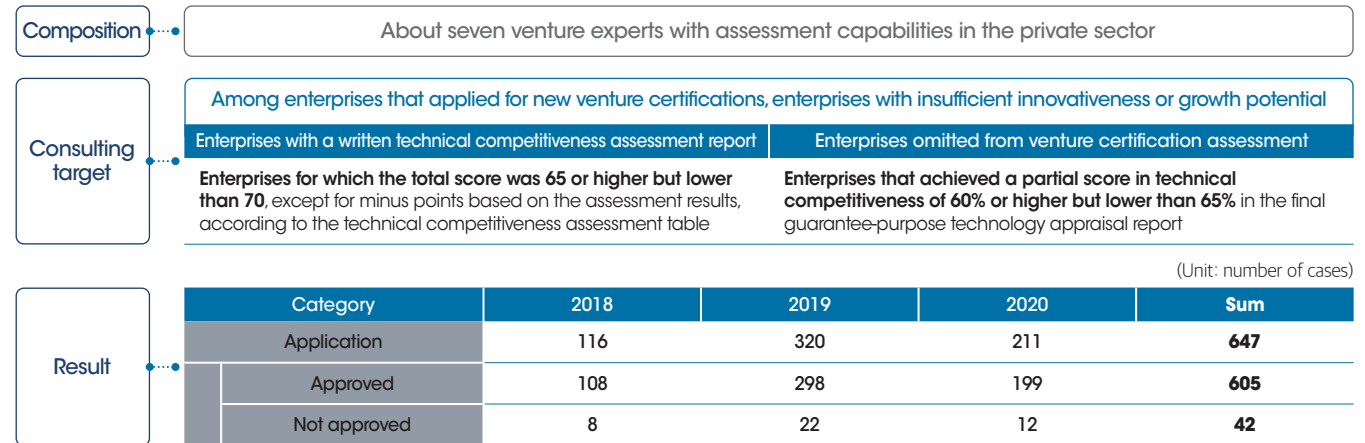 Composition
About seven venture experts with assessment capabilities in the private sector
Consulting
target
Among enterprises that applied for new venture certifications, enterprises with insufficient innovativeness or growth potential
Enterprises with a written technical competitiveness assessment report
Enterprises omitted from venture certification assessment
Enterprises for which the total score was 65 or higher but lower
than 70, except for minus points based on the assessment results,
according to the technical competitiveness assessment table
Enterprises that achieved a partial score in technical
competitiveness of 60% or higher but lower than 65% in the final
guarantee-purpose technology appraisal report
(Unit: number of cases)
Result
Category 2018 2019 2020 Sum
Application 116 320 211 647
Approved 108 298 199 605
Not approved 8 22 12 42